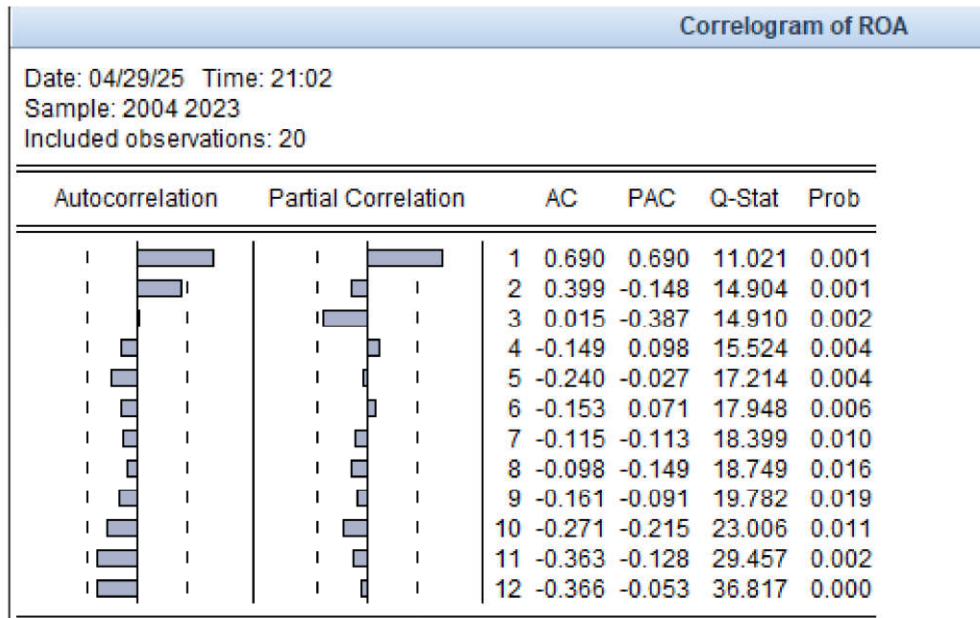 Correlogram of ROA
Date: 04/29/25 Time: 21:02
Sample: 2004 2023
Included observations: 20
Autocorrelation Partial Correlation AC PAC Q-Stat Prob
1 0.690 0.690 11.021 0.001
2 0.399 -0.148 14.904 0.001
3 0.015 -0.387 14.910 0.002
4 -0.149 0.098 15.524 0.004
5 -0.240 -0.027 17.214 0.004
6 -0.153 0.071 17.948 0.006
7 -0.115 -0.113 18.399 0.010
8 -0.098 -0.149 18.749 0.016
9 -0.161 -0.091 19.782 0.019
10 -0.271 -0.215 23.006 0.011
11 -0.363 -0.128 29.457 0.002
12 -0.366 -0.053 36.817 0.000